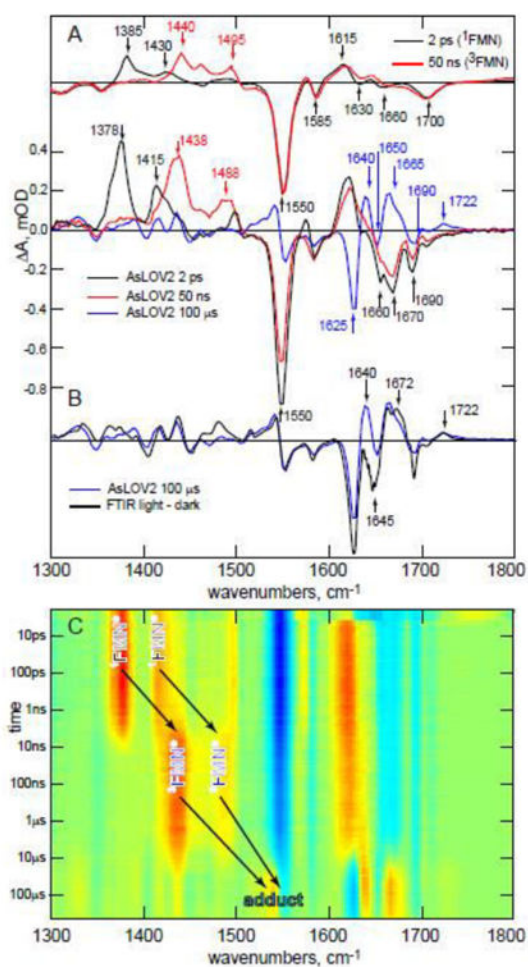 A
1385
1430
1440
1495
1615
2 ps (¹FMN)
50 ns (³FMN)
1585
1630
1660
1700
1378
1415
1438
1488
1550
1640
1650
1665
1690
1722
0.4
0.2
0.0
-0.2
-0.4
-0.6
-0.8
ΔA, mOD
AsLOV2 2 ps
AsLOV2 50 ns
AsLOV2 100 μs
1625
1660
1670
1690
B
1550
1640
1672
1722
1645
AsLOV2 100 μs
FTIR light - dark
1300 1400 1500 1600 1700 1800
wavenumbers, cm⁻¹
C
10ps
100ps
1ns
10ns
100ns
1μs
10μs
100μs
time
adduct
1300 1400 1500 1600 1700 1800
wavenumbers, cm⁻¹